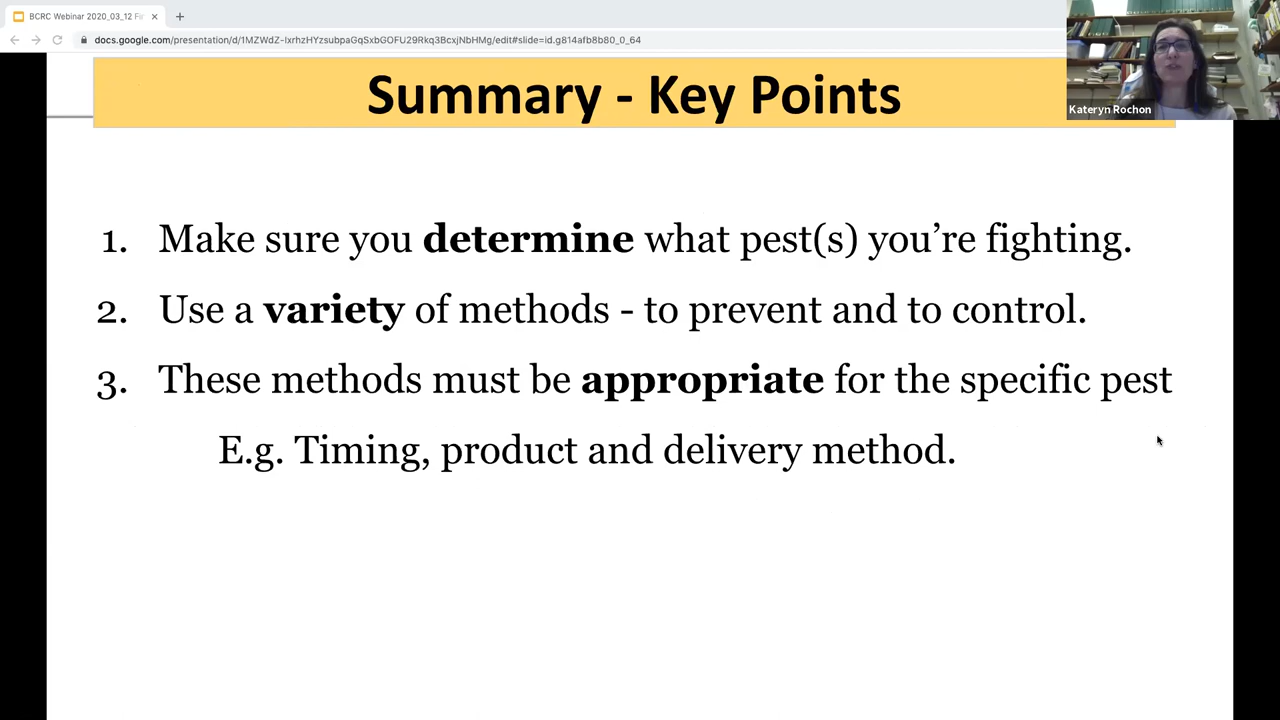 BCRC Webinar 2020_03_12 Fi
docs.google.com/presentation/d/1MZWdZ-lxrhzHYzsubpaGqSxbGOFU29Rkq3BcxjNbHMg/edit#slide=id.g814afb8b80_0_64
Kateryn Rochon
Summary - Key Points
1. Make sure you determine what pest(s) you’re fighting.
2. Use a variety of methods - to prevent and to control.
3. These methods must be appropriate for the specific pest
E.g. Timing, product and delivery method.